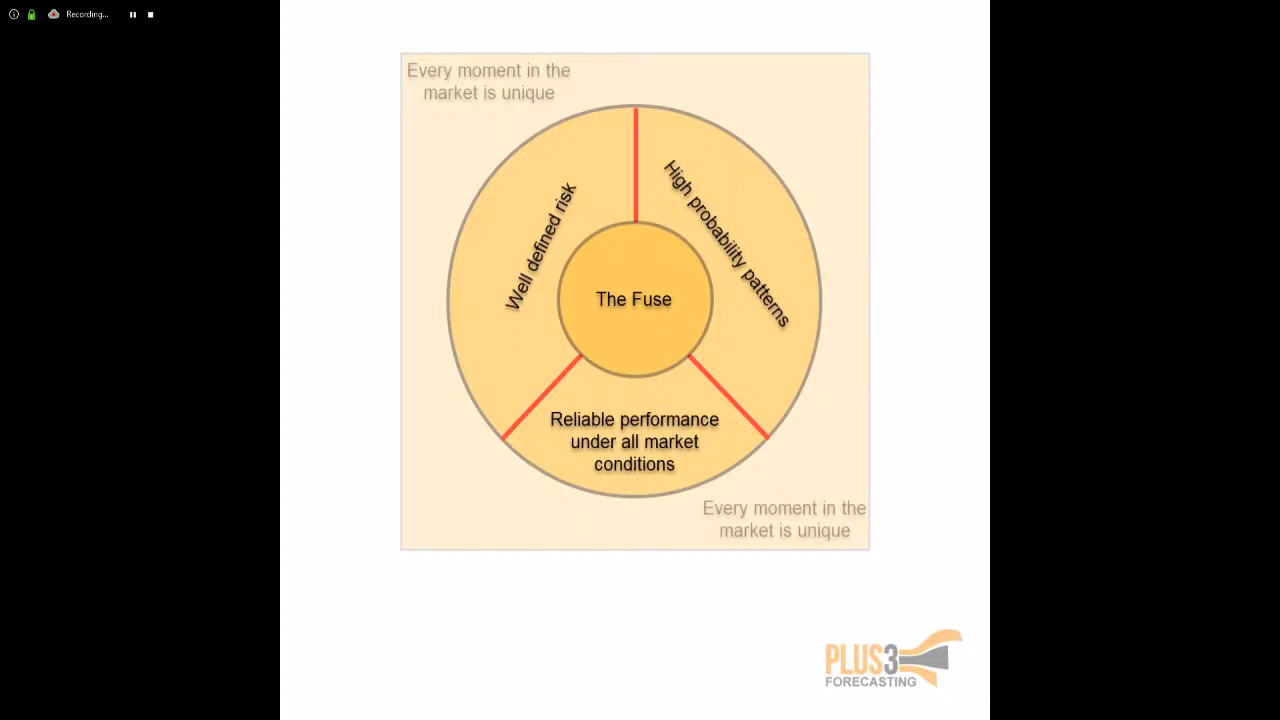 Recording...
Every moment in the
market is unique
Well defined risk
High probability patterns
The Fuse
Reliable performance
under all market
conditions
Every moment in the
market is unique
PLUS3
FORECASTING